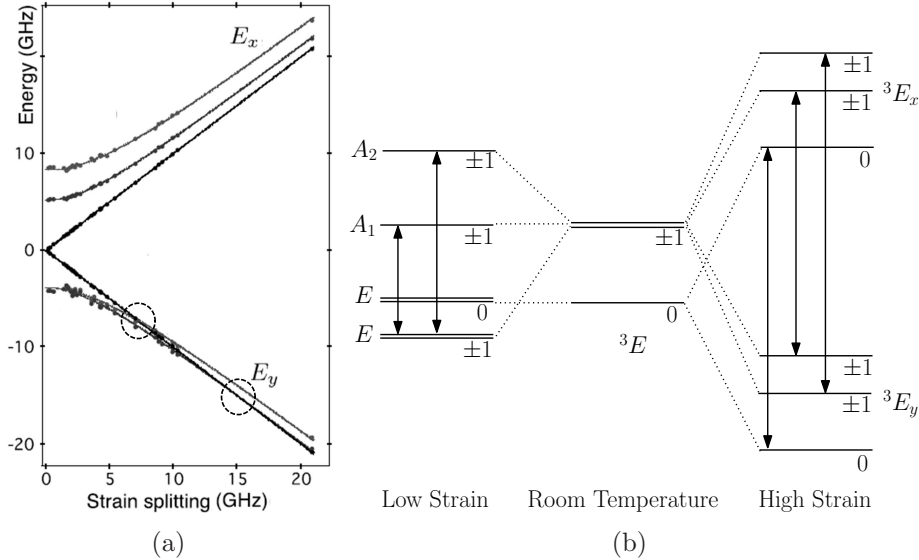 Energy (GHz)
10
0
-10
-20
0
5
10
15
20
Strain splitting (GHz)
E_x
E_y
(a)
A_2
±1
A_1
±1
E
0
E
±1
±1
0
^3E
±1
^3E_x
±1
0
±1
^3E_y
±1
0
Low Strain
Room Temperature
High Strain
(b)